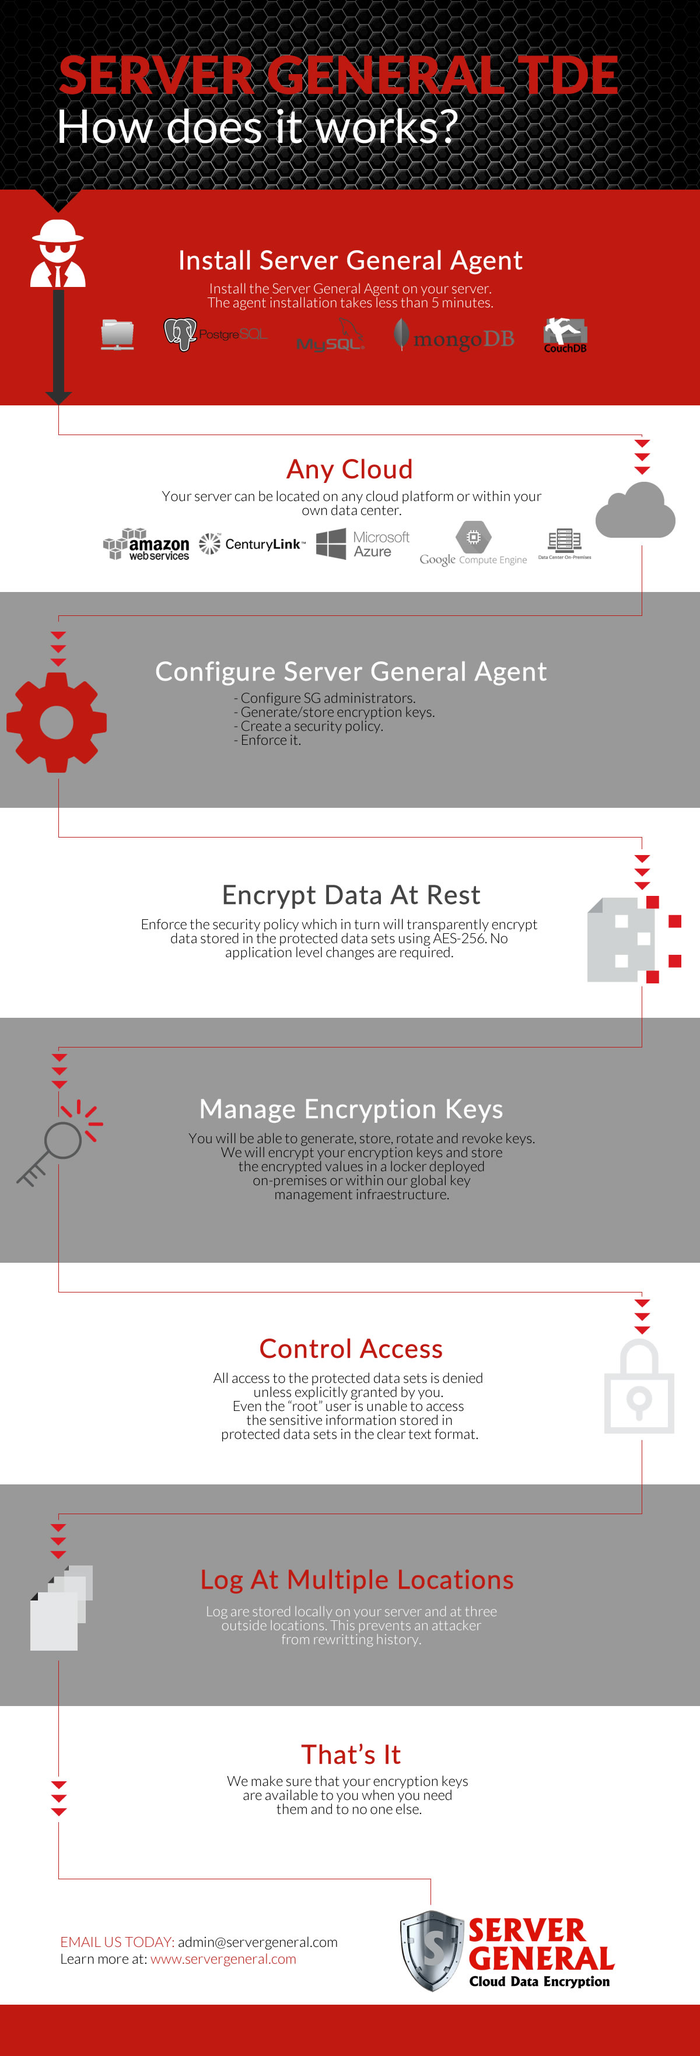 SERVER GENERAL TDE
How does it works?
Install Server General Agent
Install the Server General Agent on your server.
The agent installation takes less than 5 minutes.
PostgreSQL
MySQL
mongoDB
CouchDB
Any Cloud
Your server can be located on any cloud platform or within your
own data center.
amazon
web services
CenturyLink™
Microsoft
Azure
Google Compute Engine
Data Center On-Premises
Configure Server General Agent
- Configure SG administrators.
- Generate/store encryption keys.
- Create a security policy.
- Enforce it.
Encrypt Data At Rest
Enforce the security policy which in turn will transparently encrypt
data stored in the protected data sets using AES-256. No
application level changes are required.
Manage Encryption Keys
You will be able to generate, store, rotate and revoke keys.
We will encrypt your encryption keys and store
the encrypted values in a locker deployed
on-premises or within our global key
management infraestructure.
Control Access
All access to the protected data sets is denied
unless explicitly granted by you.
Even the “root” user is unable to access
the sensitive information stored in
protected data sets in the clear text format.
Log At Multiple Locations
Log are stored locally on your server and at three
outside locations. This prevents an attacker
from rewritting history.
That’s It
We make sure that your encryption keys
are available to you when you need
them and to no one else.
EMAIL US TODAY: admin@servergeneral.com
Learn more at: www.servergeneral.com
S
SERVER
GENERAL
Cloud Data Encryption